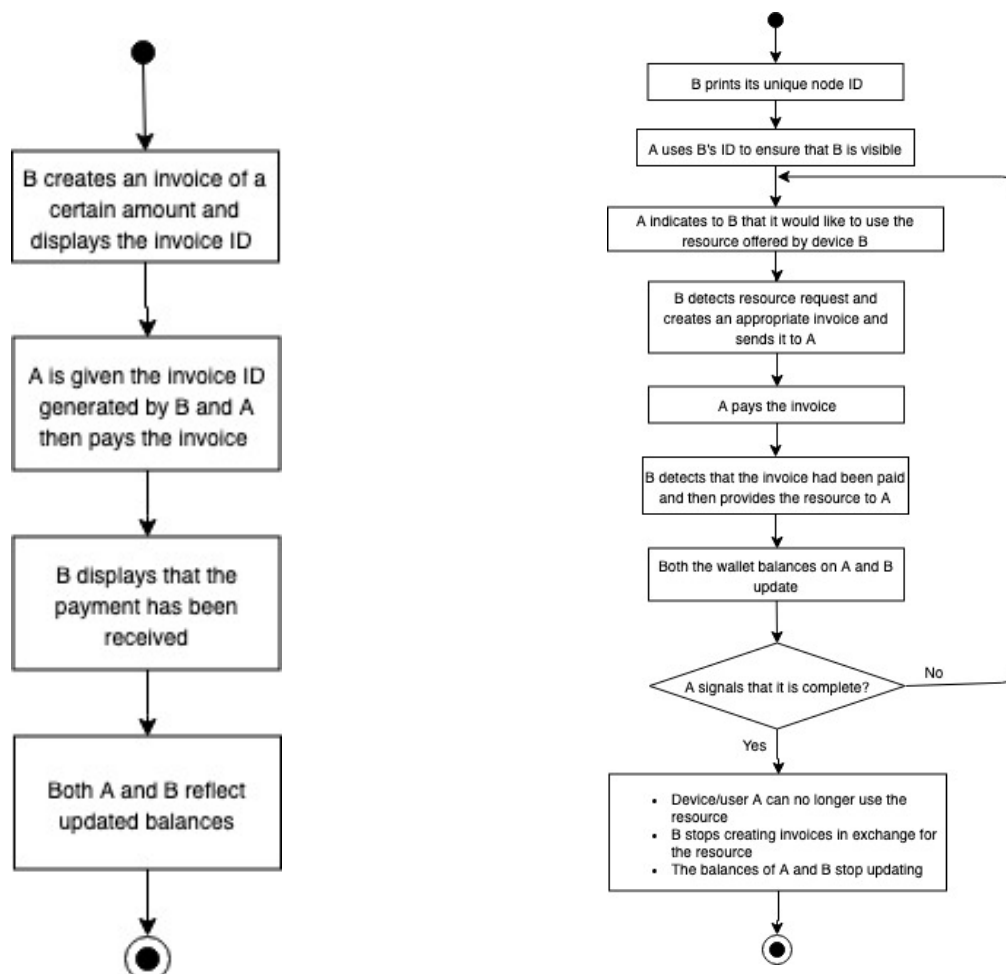 B creates an invoice of a
certain amount and
displays the invoice ID
A is given the invoice ID
generated by B and A
then pays the invoice
B displays that the
payment has been
received
Both A and B reflect
updated balances
B prints its unique node ID
A uses B's ID to ensure that B is visible
A indicates to B that it would like to use the
resource offered by device B
B detects resource request and
creates an appropriate invoice and
sends it to A
A pays the invoice
B detects that the invoice had been paid
and then provides the resource to A
Both the wallet balances on A and B
update
A signals that it is complete?
No
Yes
• Device/user A can no longer use the
resource
• B stops creating invoices in exchange for
the resource
• The balances of A and B stop updating